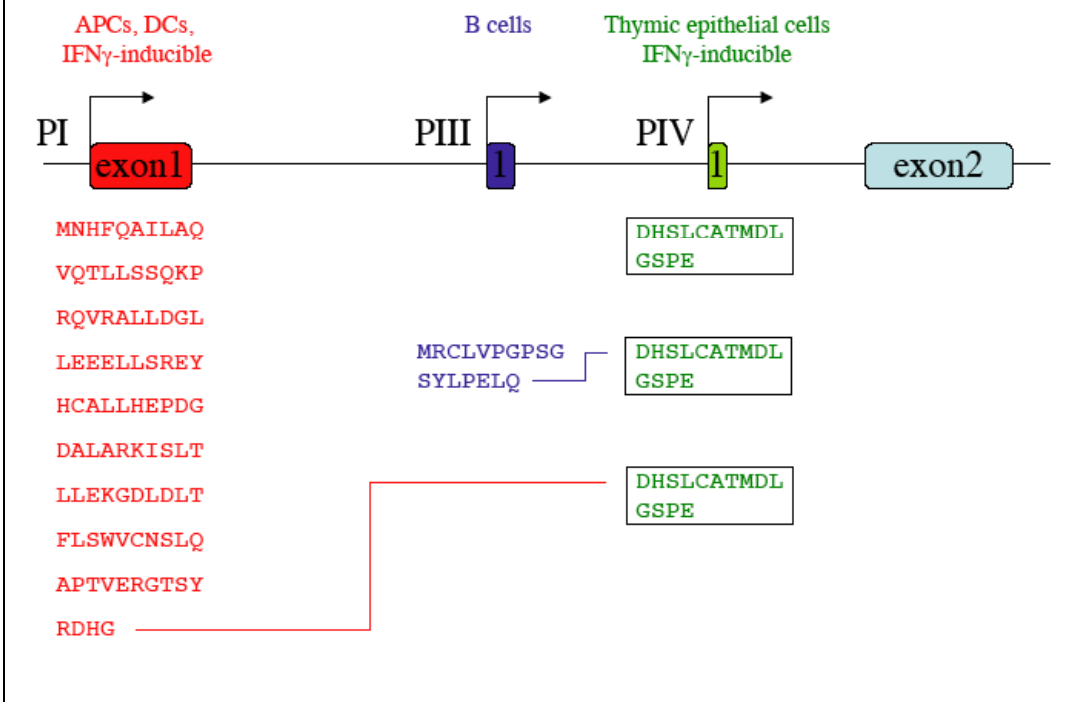 APCs, DCs,
IFNγ-inducible
B cells
Thymic epithelial cells
IFNγ-inducible
PI
PIII
PIV
exon1
1
1
exon2
MNHFQAILAQ
VQTLLSSQKP
RQVRALLDGL
LEEELLSREY
HCALLHEPDG
DALARKISLT
LLEKGDLDLT
FLSWVCNSLQ
APTVERGTSY
RDHG
MRCLVPGPSG
SYLPELQ
DHSLCATMDL
GSPE
DHSLCATMDL
GSPE
DHSLCATMDL
GSPE